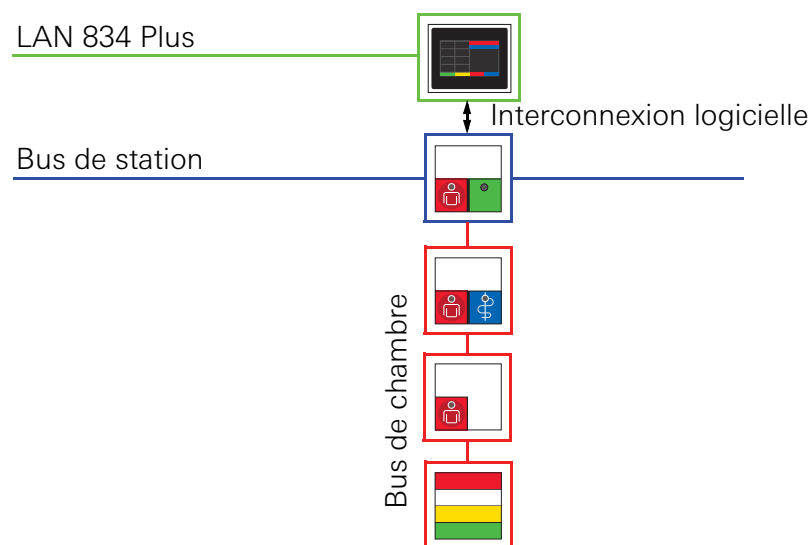 LAN 834 Plus
Interconnexion logicielle
Bus de station
Bus de chambre